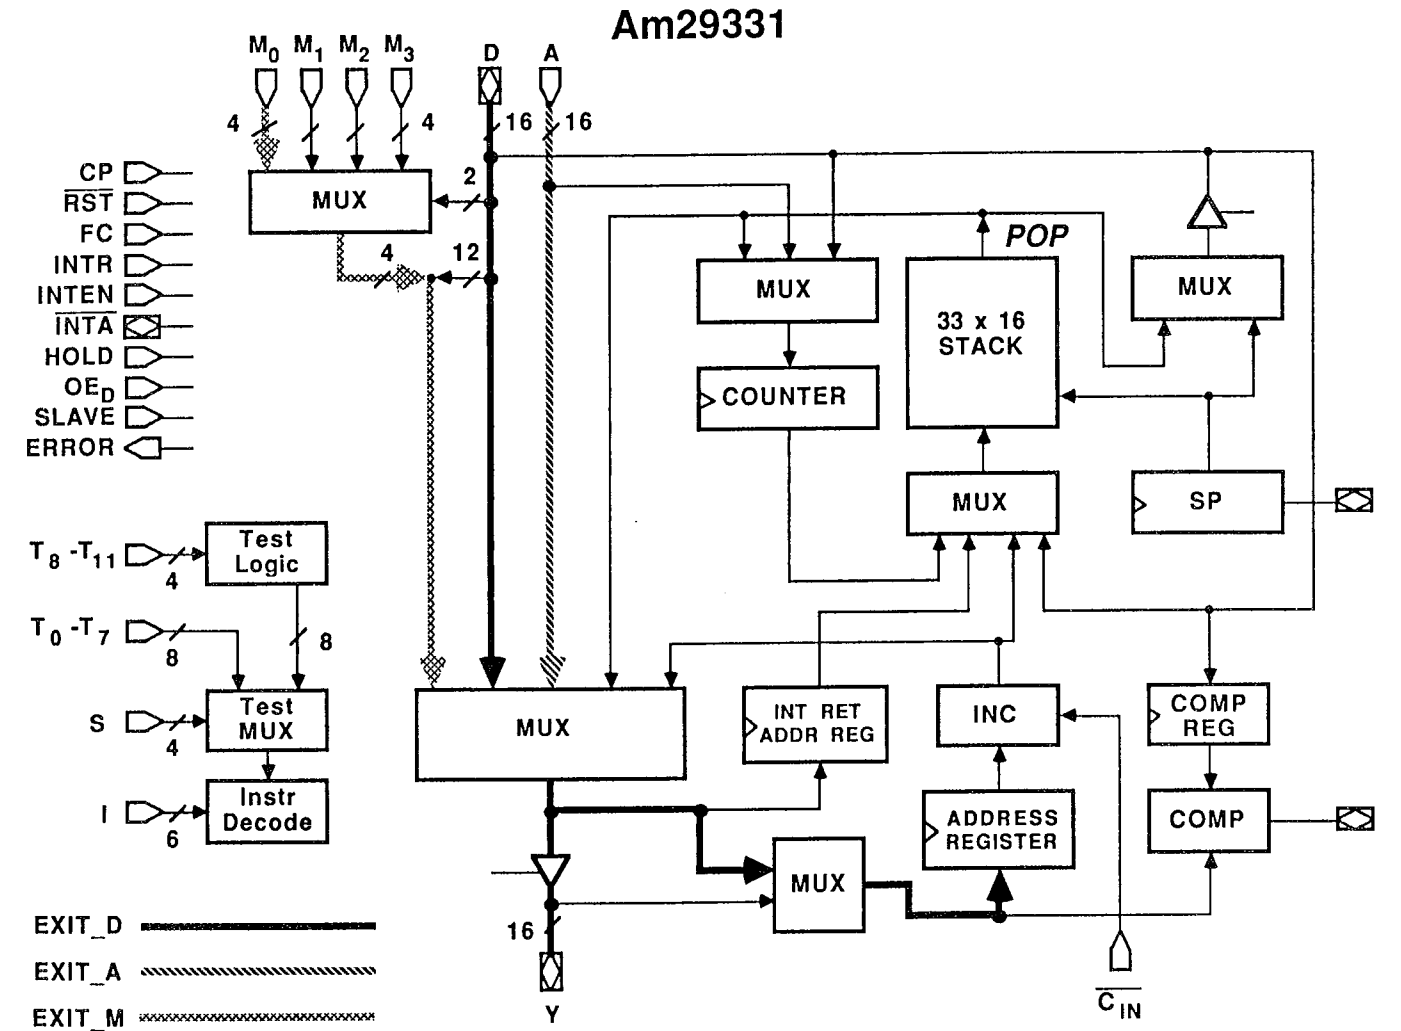 Am29331
M0 M1 M2 M3 D A
4 4 16 16
CP
RST
FC
INTR
INTEN
INTA
HOLD
OED
SLAVE
ERROR
MUX
2
4 12
POP
MUX
33 x 16
STACK
MUX
COUNTER
MUX
SP
T8 -T11
4
Test
Logic
T0 -T7
8
8
S
4
Test
MUX
I
6
Instr
Decode
MUX
INT RET
ADDR REG
INC
COMP
REG
ADDRESS
REGISTER
COMP
MUX
16
Y
CIN
EXIT_D
EXIT_A
EXIT_M